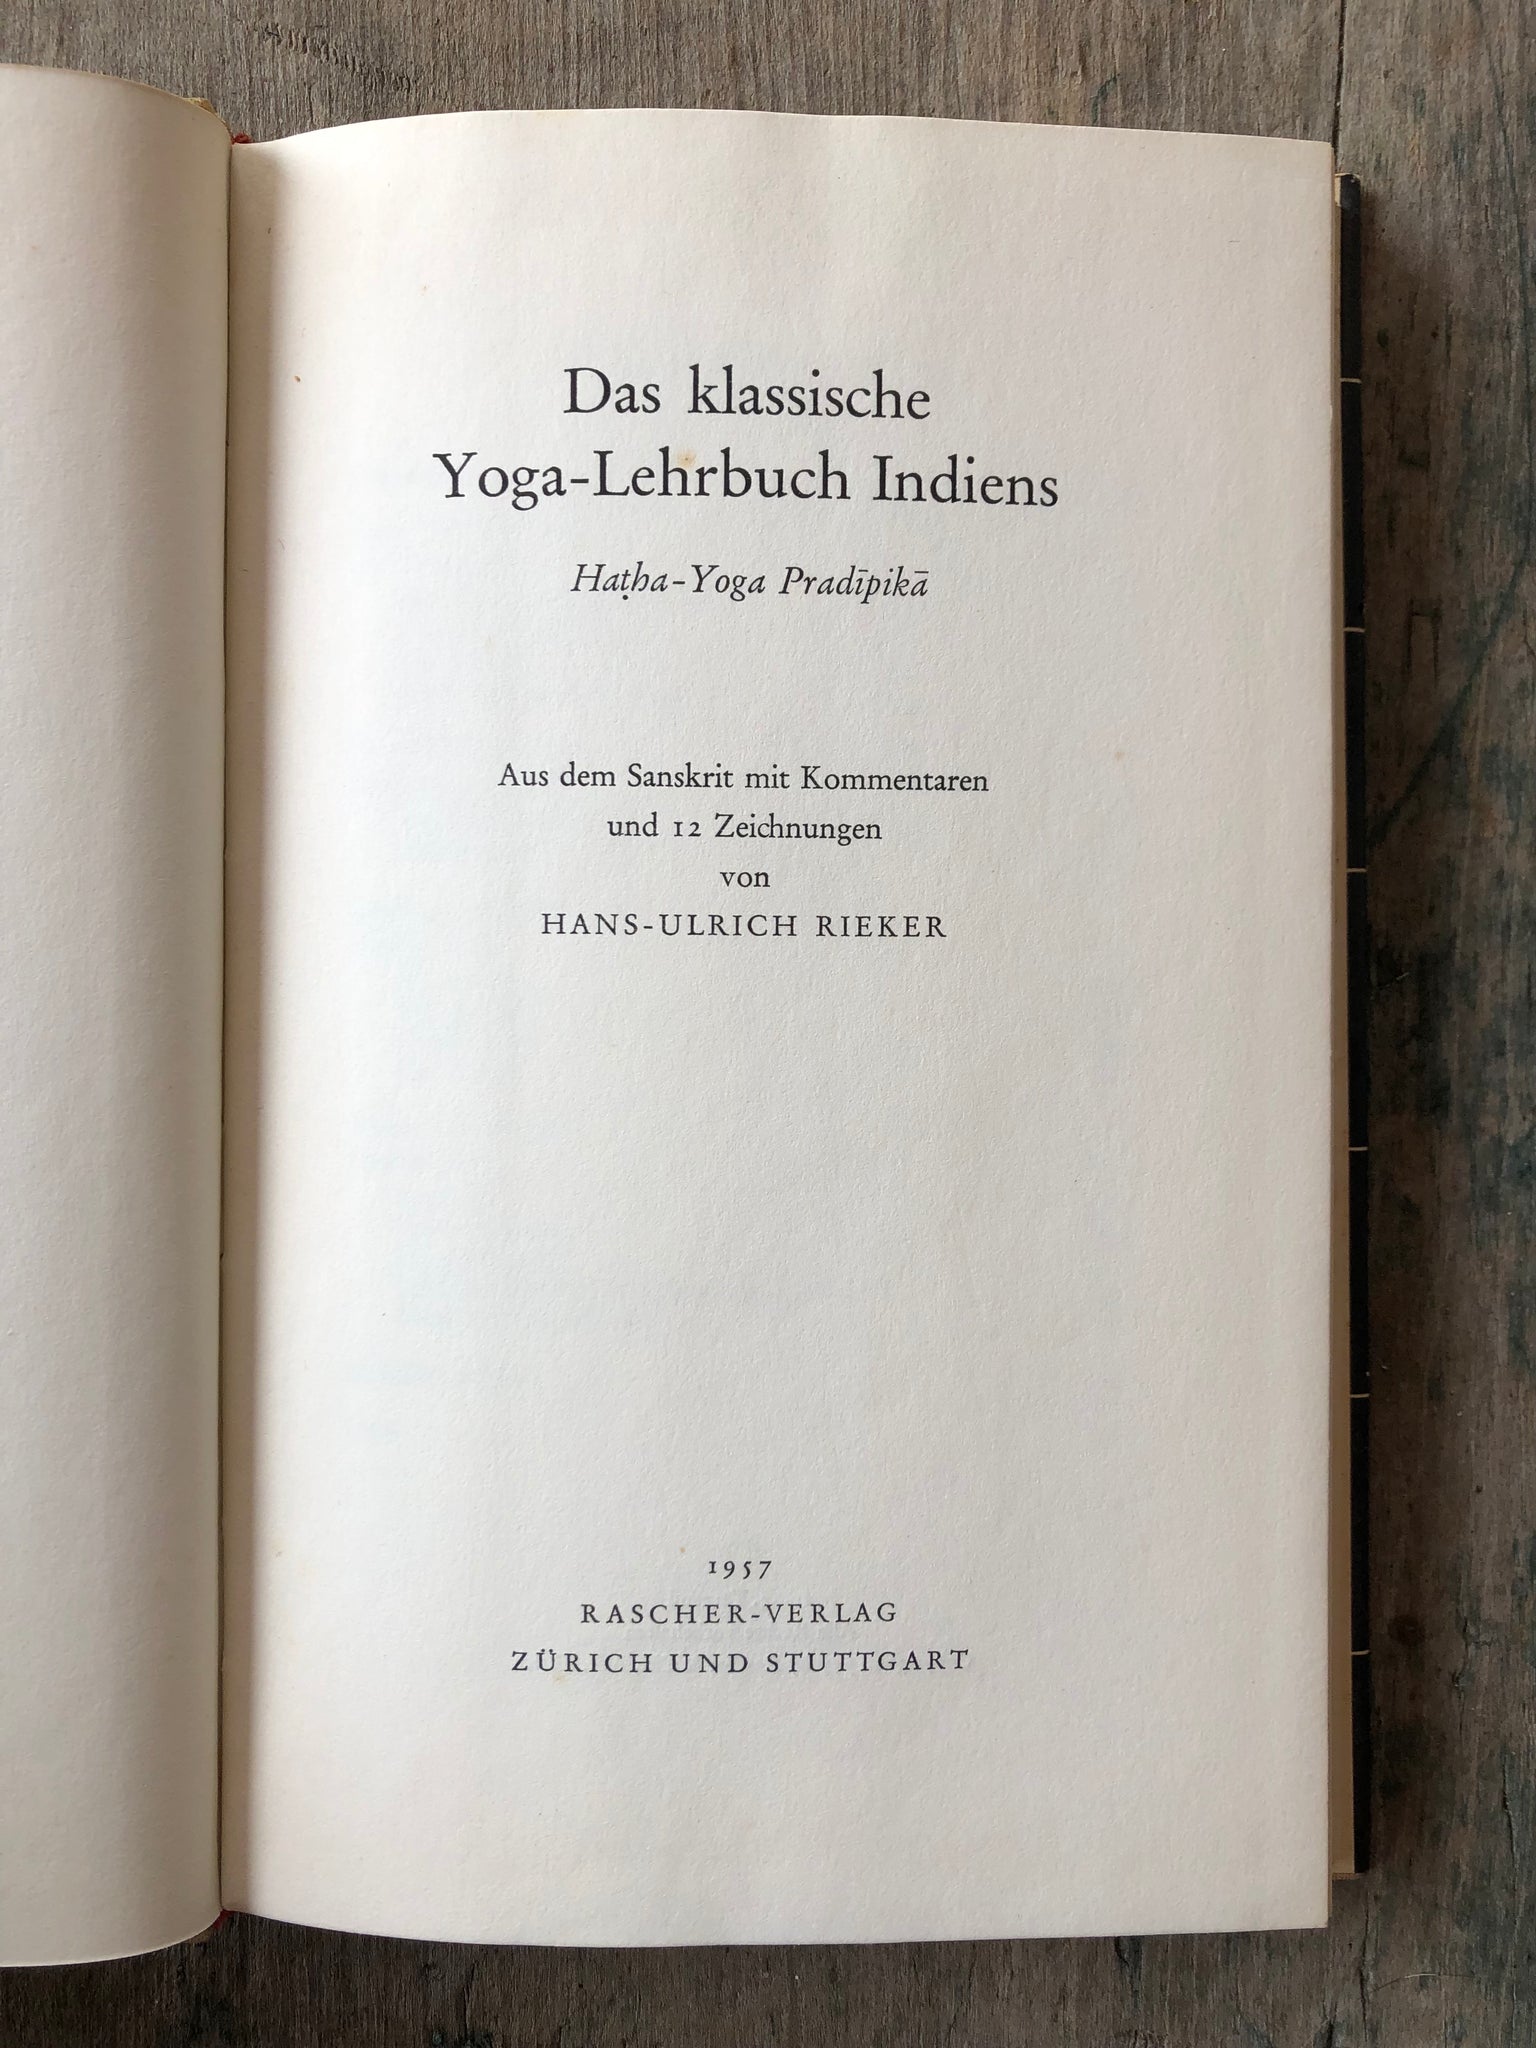 Das klassische
Yoga-Lehrbuch Indiens
Haṭha-Yoga Pradīpikā
Aus dem Sanskrit mit Kommentaren
und 12 Zeichnungen
von
HANS-ULRICH RIEKER
1957
RASCHER-VERLAG
ZÜRICH UND STUTTGART